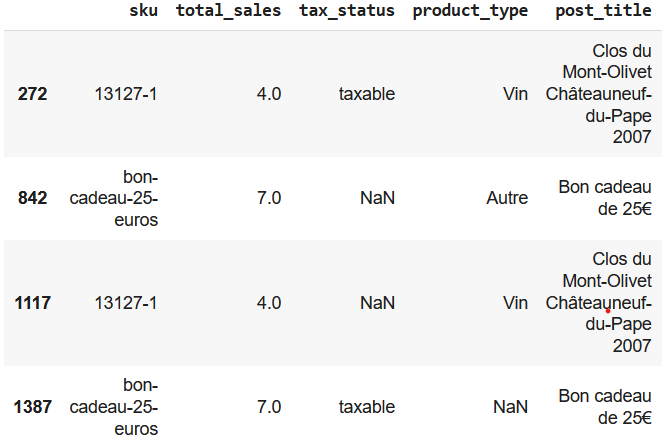 sku total_sales tax_status product_type post_title
272 13127-1 4.0 taxable Vin Clos du
Mont-Olivet
Châteauneuf-
du-Pape
2007
842 bon-
cadeau-25-
euros 7.0 NaN Autre Bon cadeau
de 25€
1117 13127-1 4.0 NaN Vin Clos du
Mont-Olivet
Châteauneuf-
du-Pape
2007
1387 bon-
cadeau-25-
euros 7.0 taxable NaN Bon cadeau
de 25€